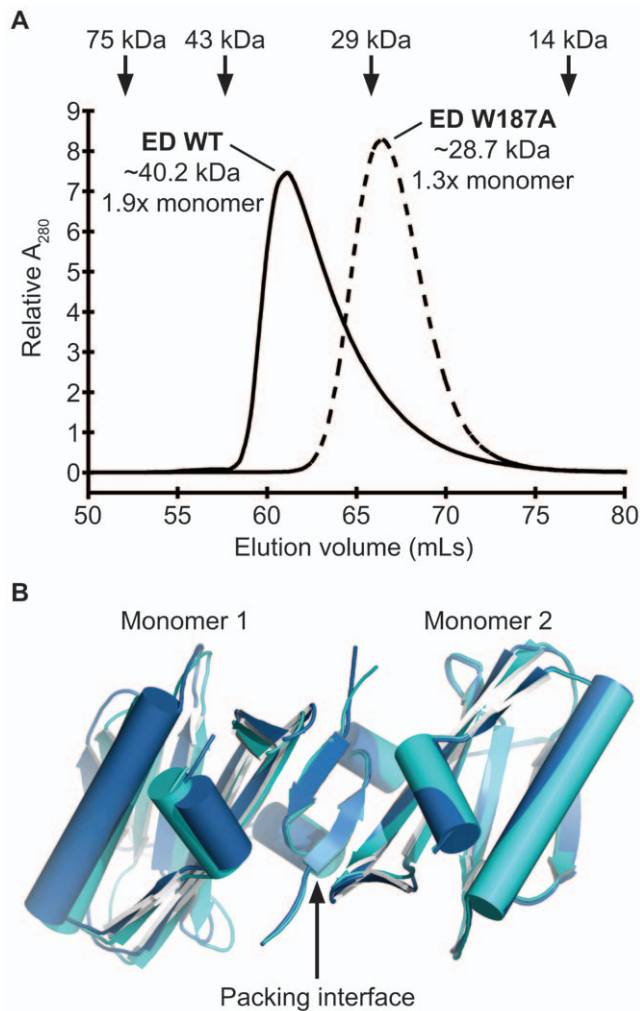 A
75 kDa 43 kDa 29 kDa 14 kDa
ED WT
~40.2 kDa
1.9x monomer
ED W187A
~28.7 kDa
1.3x monomer
Relative A280
9
8
7
6
5
4
3
2
1
0
50 55 60 65 70 75 80
Elution volume (mLs)
B
Monomer 1 Monomer 2
Packing interface